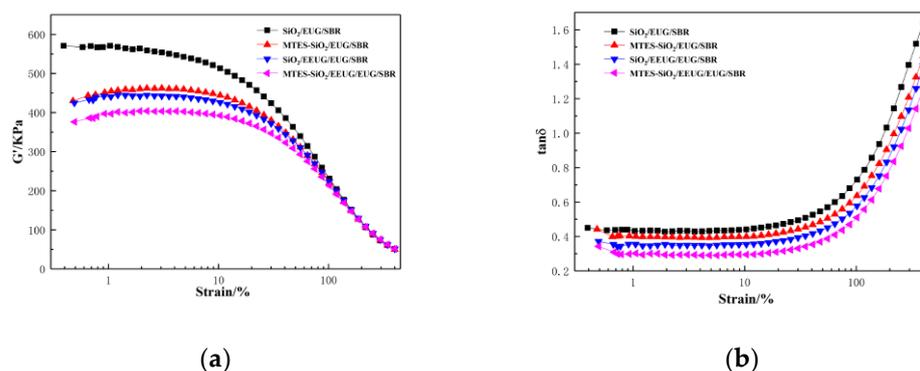 SiO2/EUG/SBR
MTES-SiO2/EUG/SBR
SiO2/EEUG/EUG/SBR
MTES-SiO2/EEUG/EUG/SBR
G'/KPa
600
500
400
300
200
100
0
1
10
100
Strain/%
(a)
SiO2/EUG/SBR
MTES-SiO2/EUG/SBR
SiO2/EEUG/EUG/SBR
MTES-SiO2/EEUG/EUG/SBR
tanδ
1.6
1.4
1.2
1.0
0.8
0.6
0.4
0.2
1
10
100
Strain/%
(b)